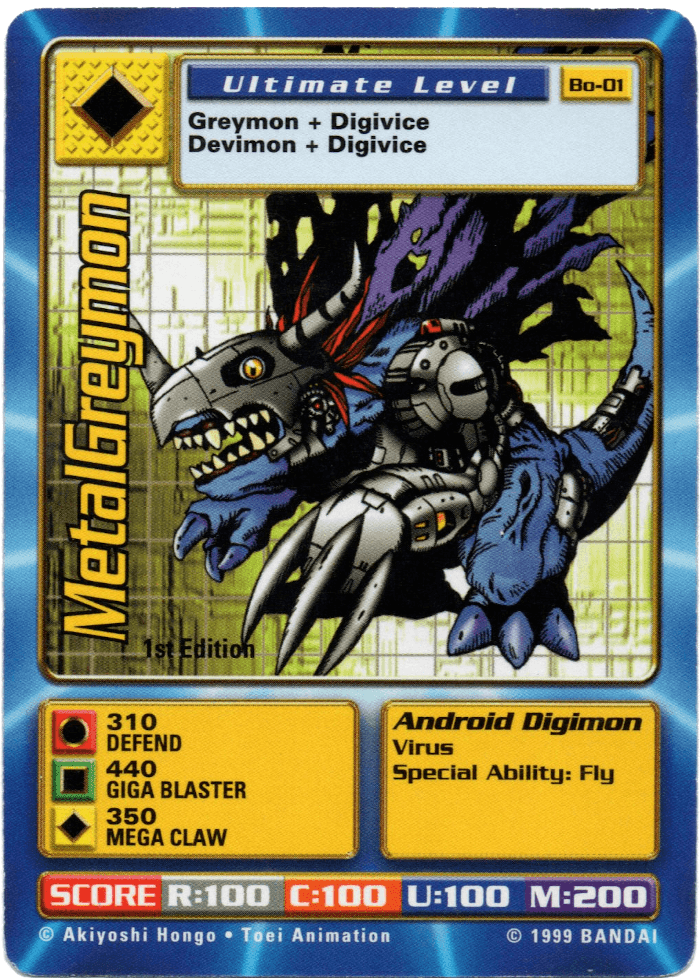 Ultimate Level
Bo-01
Greymon + Digivice
Devimon + Digivice
MetalGreymon
1st Edition
310
DEFEND
440
GIGA BLASTER
350
MEGA CLAW
Android Digimon
Virus
Special Ability: Fly
SCORE R:100 C:100 U:100 M:200
© Akiyoshi Hongo • Toei Animation © 1999 BANDAI